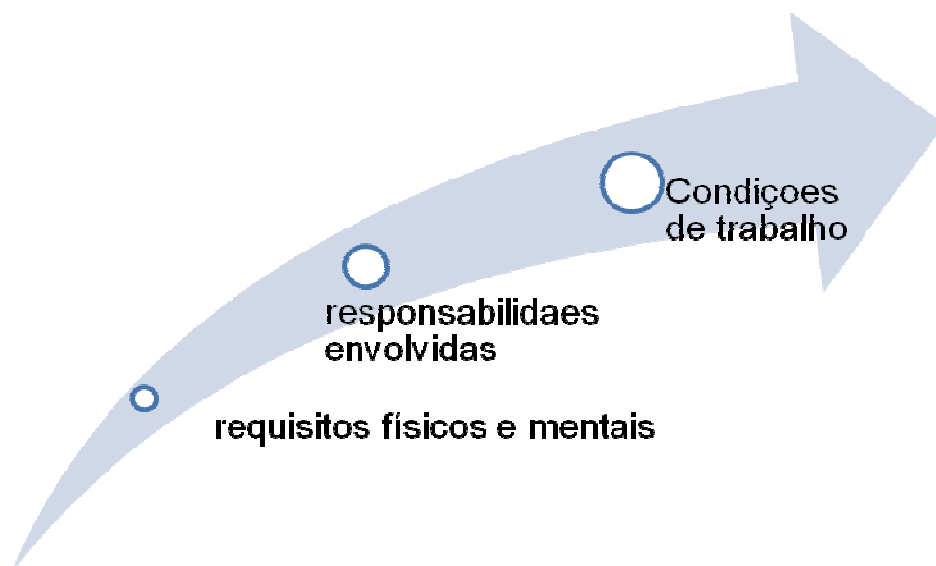 Condiçoes
de trabalho
responsabilidaes
envolvidas
requisitos físicos e mentais